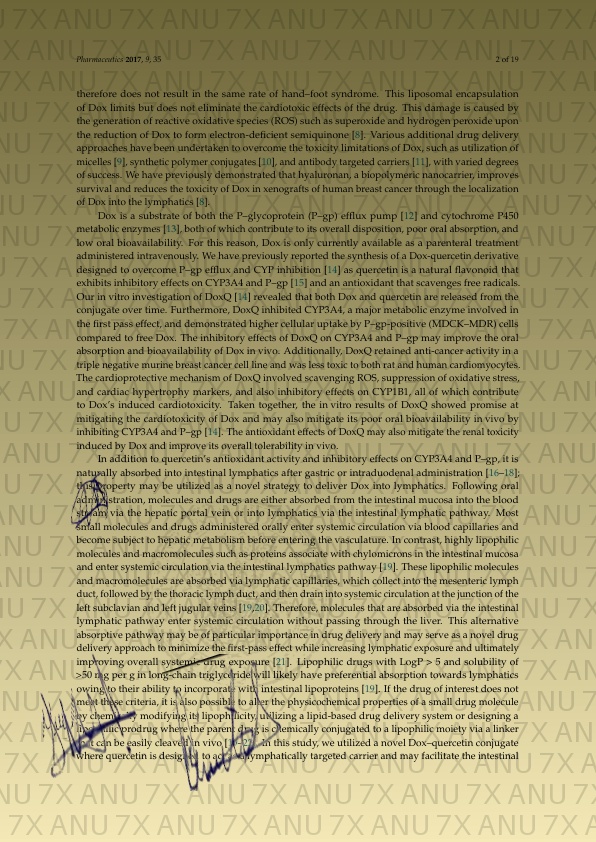 Pharmaceutics 2017, 9, 35 2 of 19
therefore does not result in the same rate of hand–foot syndrome. This liposomal encapsulation
of Dox limits but does not eliminate the cardiotoxic effects of the drug. This damage is caused by
the generation of reactive oxidative species (ROS) such as superoxide and hydrogen peroxide upon
the reduction of Dox to form electron-deficient semiquinone [8]. Various additional drug delivery
approaches have been undertaken to overcome the toxicity limitations of Dox, such as utilization of
micelles [9], synthetic polymer conjugates [10], and antibody targeted carriers [11], with varied degrees
of success. We have previously demonstrated that hyaluronan, a biopolymeric nanocarrier, improves
survival and reduces the toxicity of Dox in xenografts of human breast cancer through the localization
of Dox into the lymphatics [8].
Dox is a substrate of both the P–glycoprotein (P–gp) efflux pump [12] and cytochrome P450
metabolic enzymes [13], both of which contribute to its overall disposition, poor oral absorption, and
low oral bioavailability. For this reason, Dox is only currently available as a parenteral treatment
administered intravenously. We have previously reported the synthesis of a Dox-quercetin derivative
designed to overcome P–gp efflux and CYP inhibition [14] as quercetin is a natural flavonoid that
exhibits inhibitory effects on CYP3A4 and P–gp [15] and an antioxidant that scavenges free radicals.
Our in vitro investigation of DoxQ [14] revealed that both Dox and quercetin are released from the
conjugate over time. Furthermore, DoxQ inhibited CYP3A4, a major metabolic enzyme involved in
the first pass effect, and demonstrated higher cellular uptake by P–gp-positive (MDCK–MDR) cells
compared to free Dox. The inhibitory effects of DoxQ on CYP3A4 and P–gp may improve the oral
absorption and bioavailability of Dox in vivo. Additionally, DoxQ retained anti-cancer activity in a
triple negative murine breast cancer cell line and was less toxic to both rat and human cardiomyocytes.
The cardioprotective mechanism of DoxQ involved scavenging ROS, suppression of oxidative stress,
and cardiac hypertrophy markers, and also inhibitory effects on CYP1B1, all of which contribute
to Dox's induced cardiotoxicity. Taken together, the in vitro results of DoxQ showed promise at
mitigating the cardiotoxicity of Dox and may also mitigate its poor oral bioavailability in vivo by
inhibiting CYP3A4 and P–gp [14]. The antioxidant effects of DoxQ may also mitigate the renal toxicity
induced by Dox and improve its overall tolerability in vivo.
In addition to quercetin's antioxidant activity and inhibitory effects on CYP3A4 and P–gp, it is
naturally absorbed into intestinal lymphatics after gastric or intraduodenal administration [16–18];
this property may be utilized as a novel strategy to deliver Dox into lymphatics. Following oral
administration, molecules and drugs are either absorbed from the intestinal mucosa into the blood
stream via the hepatic portal vein or into lymphatics via the intestinal lymphatic pathway. Most
small molecules and drugs administered orally enter systemic circulation via blood capillaries and
become subject to hepatic metabolism before entering the vasculature. In contrast, highly lipophilic
molecules and macromolecules such as proteins associate with chylomicrons in the intestinal mucosa
and enter systemic circulation via the intestinal lymphatics pathway [19]. These lipophilic molecules
and macromolecules are absorbed via lymphatic capillaries, which collect into the mesenteric lymph
duct, followed by the thoracic lymph duct, and then drain into systemic circulation at the junction of the
left subclavian and left jugular veins [19,20]. Therefore, molecules that are absorbed via the intestinal
lymphatic pathway enter systemic circulation without passing through the liver. This alternative
absorptive pathway may be of particular importance in drug delivery and may serve as a novel drug
delivery approach to minimize the first-pass effect while increasing lymphatic exposure and ultimately
improving overall systemic drug exposure [21]. Lipophilic drugs with LogP > 5 and solubility of
>50 mg per g in long-chain triglyceride will likely have preferential absorption towards lymphatics
owing to their ability to incorporate with intestinal lipoproteins [19]. If the drug of interest does not
meet these criteria, it is also possible to alter the physicochemical properties of a small drug molecule
by chemically modifying its lipophilicity, utilizing a lipid-based drug delivery system or designing a
prodrug where the parent drug is chemically conjugated to a lipophilic moiety via a linker
that can be easily cleaved in vivo In this study, we utilized a novel Dox–quercetin conjugate
where quercetin is designed to act lymphatically targeted carrier and may facilitate the intestinal